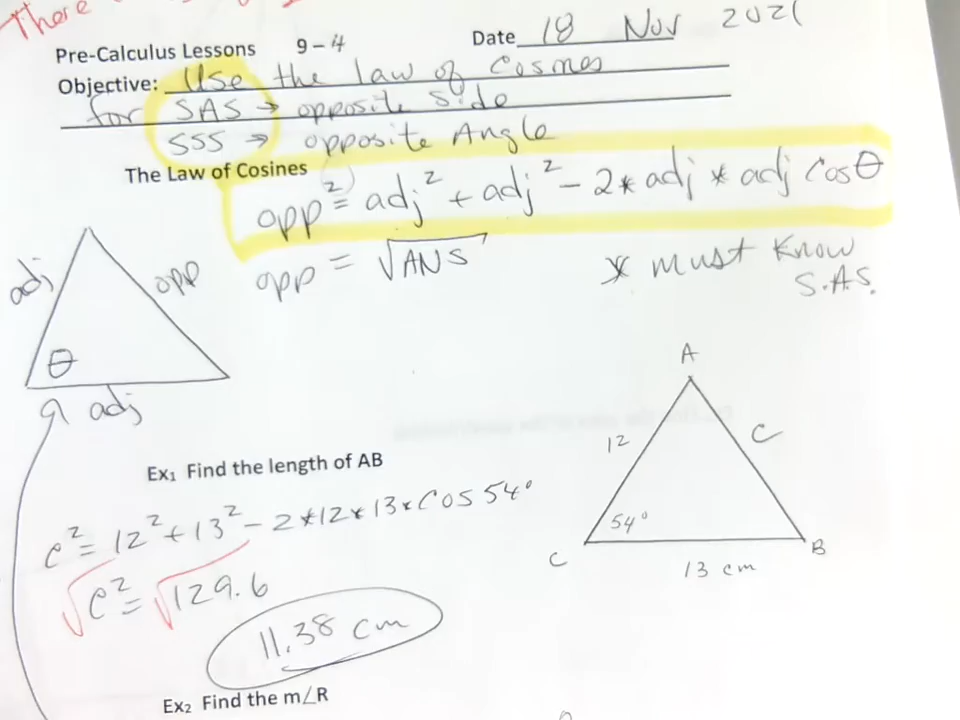 There
Pre-Calculus Lessons 9-4 Date 18 Nov 2021
Objective: Use the law of Cosines
for SAS → opposite side
SSS → opposite Angle
The Law of Cosines
opp² = adj² + adj² - 2 * adj * adj Cos θ
opp = √ANS
* must know
S.A.S.
adj
opp
θ
adj
A
12
C
54°
C
B
13 cm
Ex₁ Find the length of AB
c² = 12² + 13² - 2*12*13*Cos 54°
√c² = √129.6
11.38 cm
Ex₂ Find the m∠R